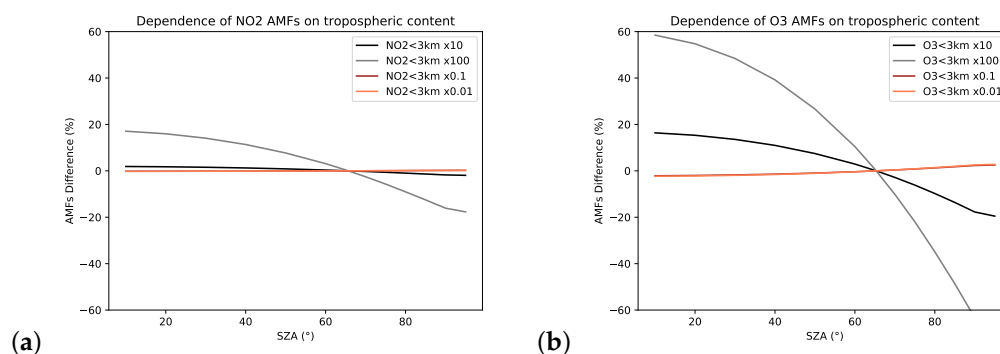 Dependence of NO2 AMFs on tropospheric content
60
40
20
0
−20
−40
−60
AMFs Difference (%)
NO2<3km x10
NO2<3km x100
NO2<3km x0.1
NO2<3km x0.01
20 40 60 80
SZA (°)
(a)
Dependence of O3 AMFs on tropospheric content
60
40
20
0
−20
−40
−60
AMFs Difference (%)
O3<3km x10
O3<3km x100
O3<3km x0.1
O3<3km x0.01
20 40 60 80
SZA (°)
(b)